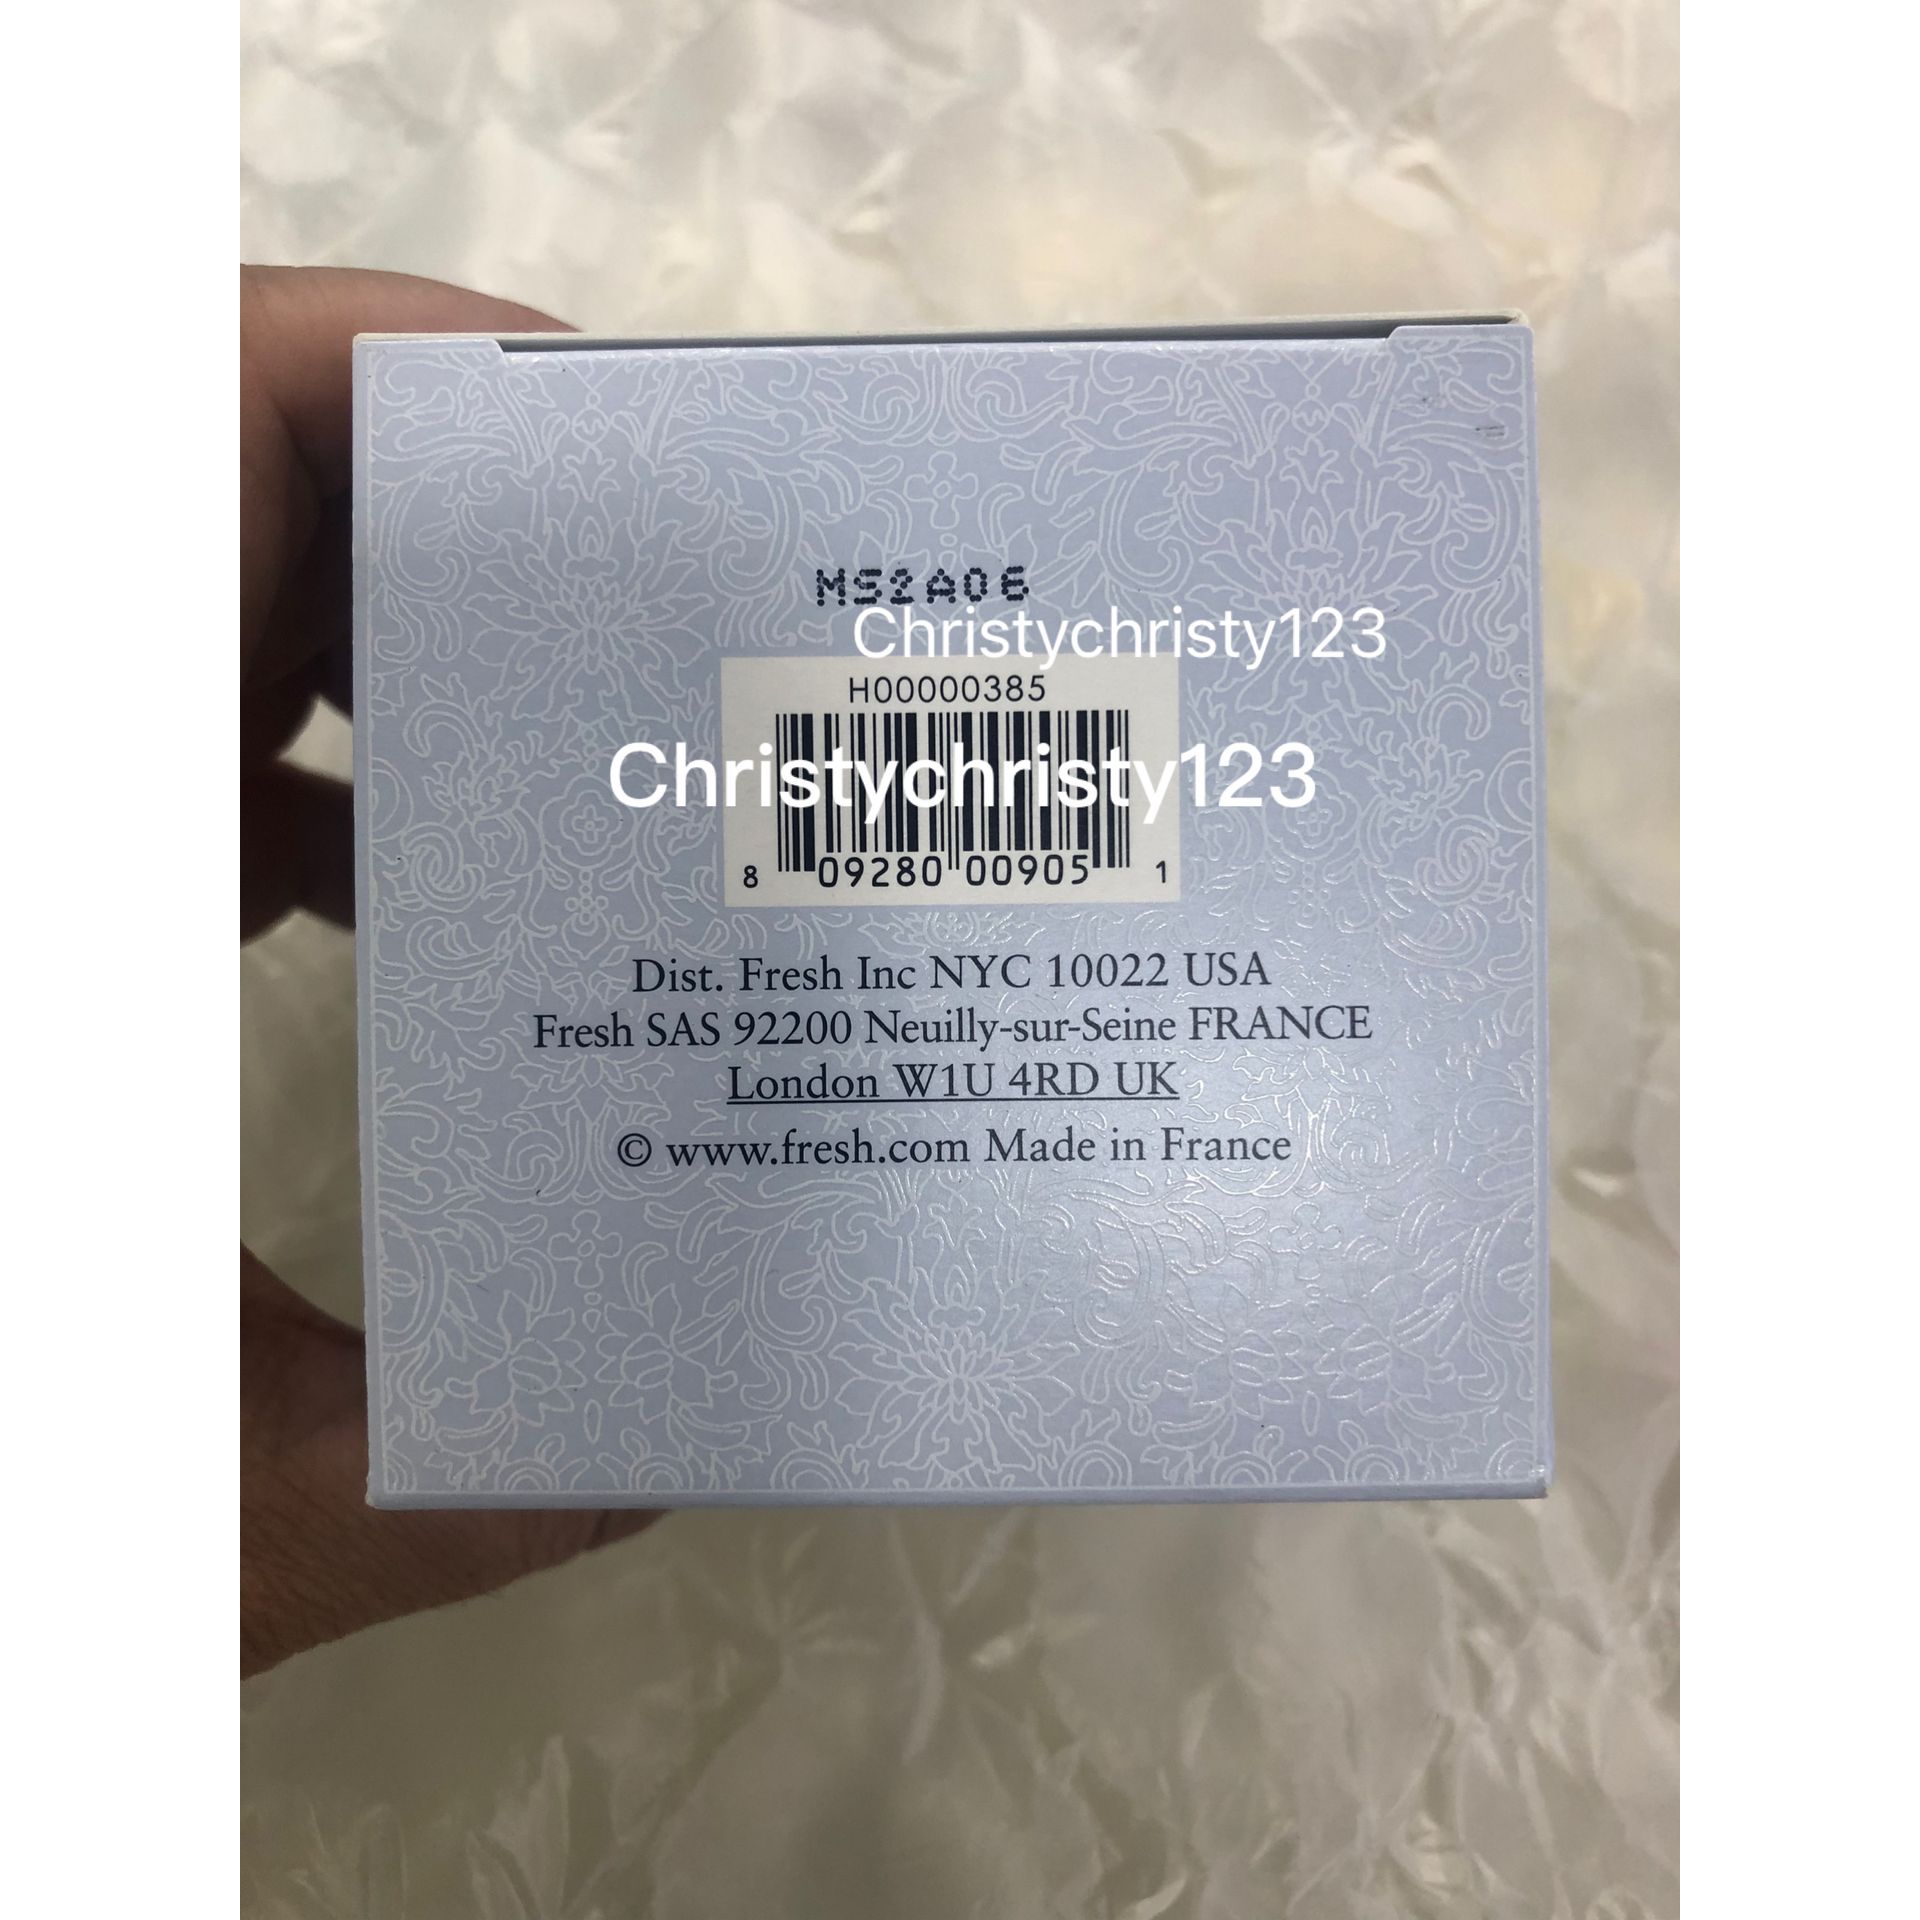 MS2A06
Christychristy123
H00000385
Christychristy123
8 09280 00905 1
Dist. Fresh Inc NYC 10022 USA
Fresh SAS 92200 Neuilly-sur-Seine FRANCE
London W1U 4RD UK
© www.fresh.com Made in France